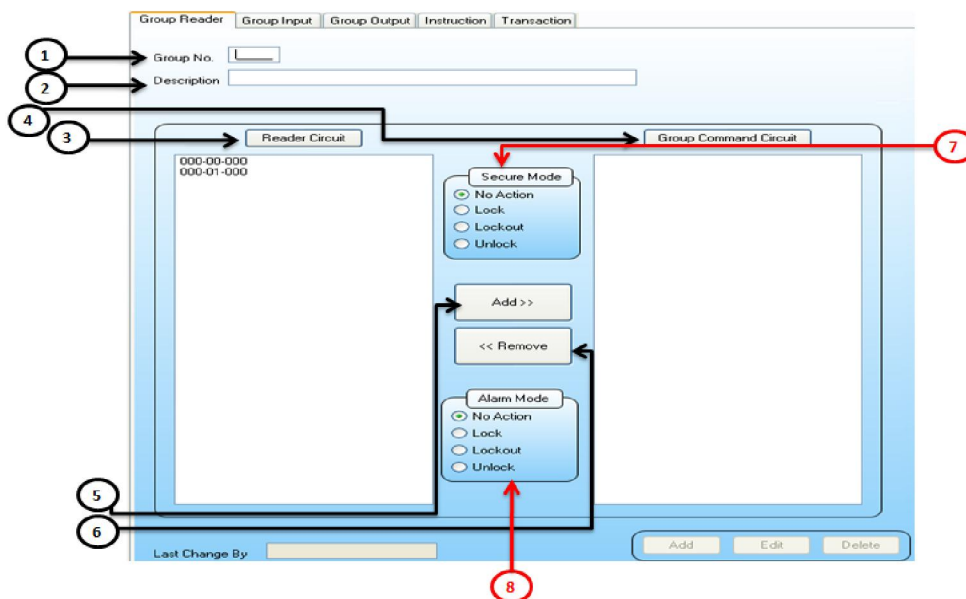 Group Reader Group Input Group Output Instruction Transaction
1
Group No.
2
Description
4
3
Reader Circuit
Group Command Circuit
7
000-00-000
000-01-000
Secure Mode
No Action
Lock
Lockout
Unlock
Add >>
<< Remove
Alarm Mode
No Action
Lock
Lockout
Unlock
5
6
Last Change By
Add Edit Delete
8